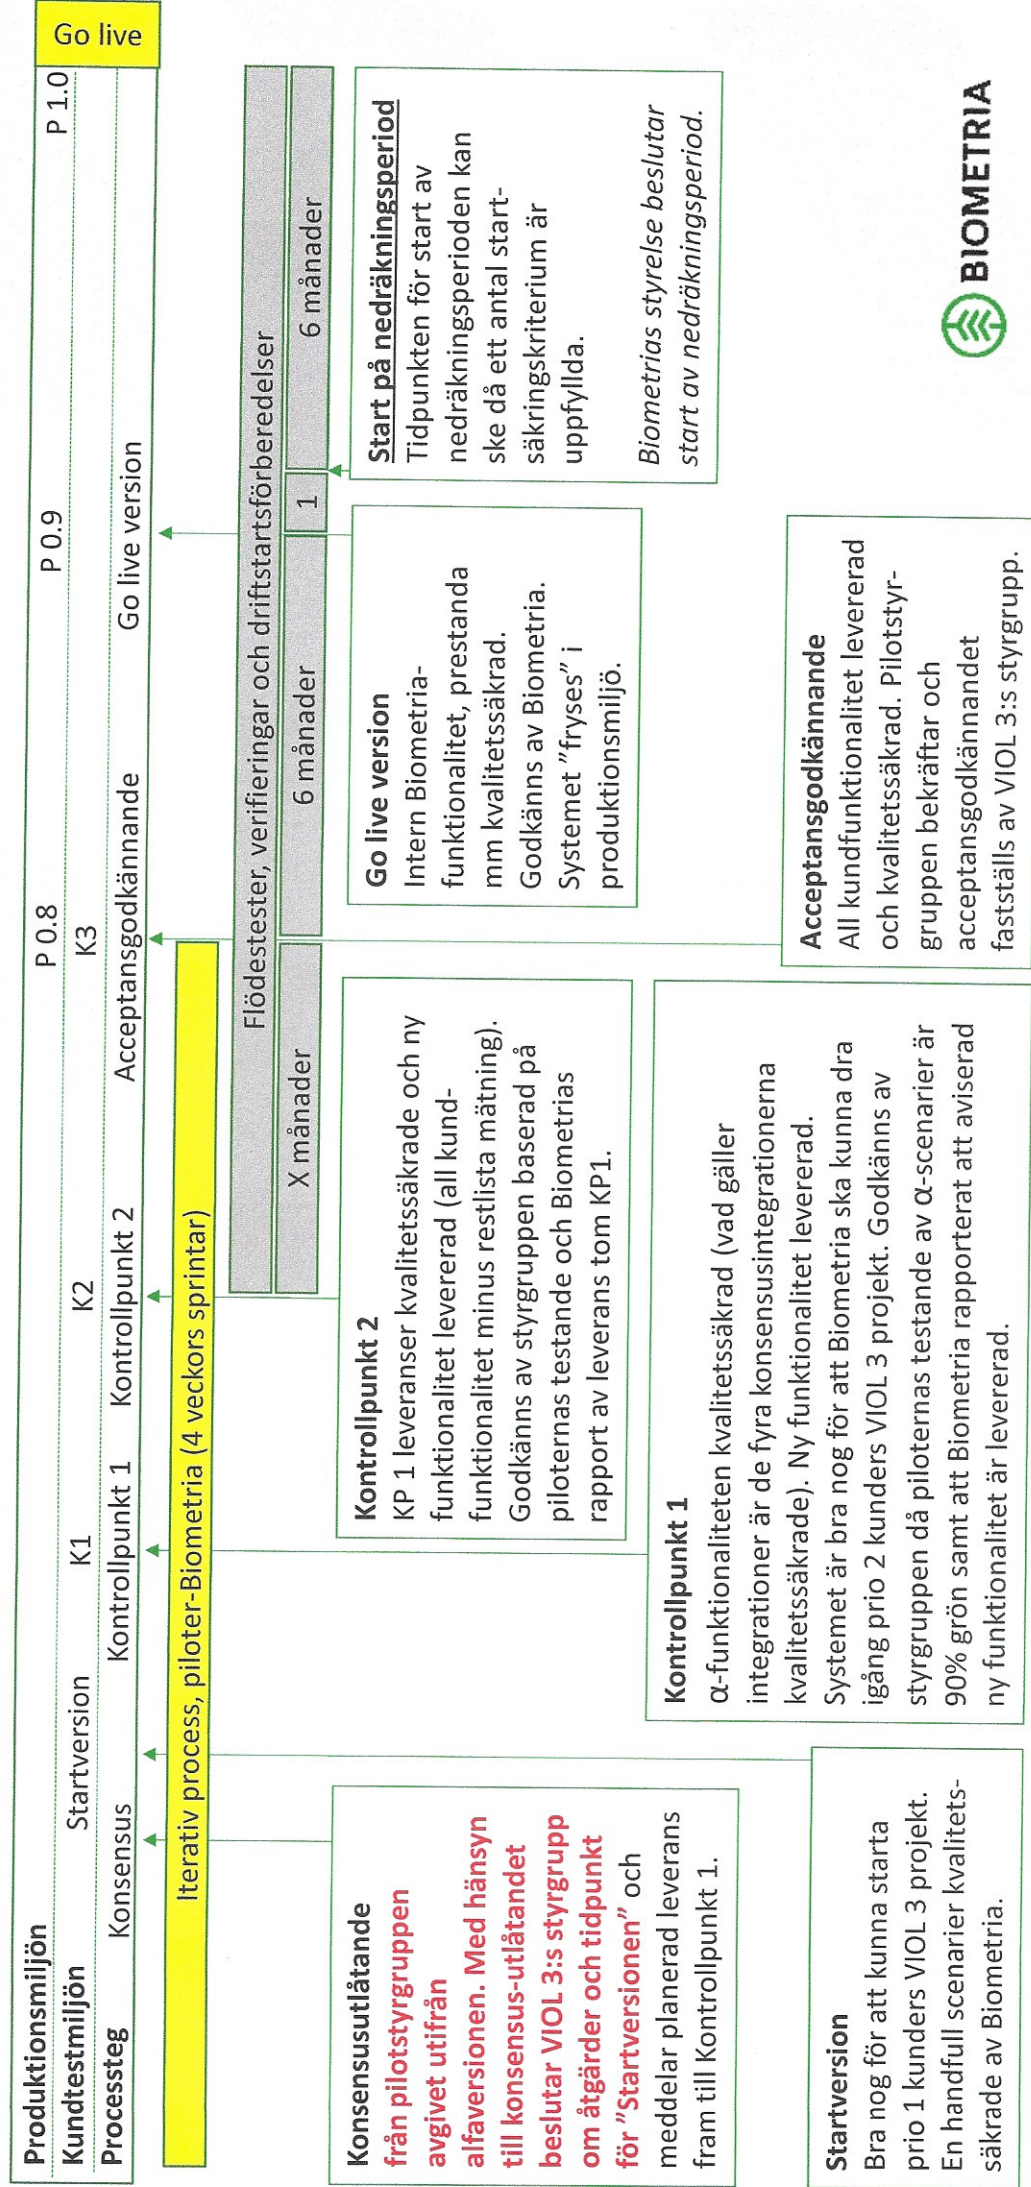 Produktionsmiljön P 0.8 P 0.9 P 1.0
Kundtestmiljön Startversion K1 K2 K3
Processteg Konsensus Kontrollpunkt 1 Kontrollpunkt 2 Acceptansgodkännande Go live version
Go live
Iterativ process, piloter-Biometria (4 veckors sprintar)
Flödestester, verifieringar och driftstartsförberedelser
X månader 6 månader 1 6 månader
Konsensusutlåtande
från pilotstyrgruppen
avgivet utifrån
alfaversionen. Med hänsyn
till konsensus-utlåtandet
beslutar VIOL 3:s styrgrupp
om åtgärder och tidpunkt
för ”Startversionen” och
meddelar planerad leverans
fram till Kontrollpunkt 1.
Kontrollpunkt 2
KP 1 leveranser kvalitetssäkrade och ny
funktionalitet levererad (all kund-
funktionalitet minus restlista mätning).
Godkänns av styrgruppen baserad på
piloternas testande och Biometrias
rapport av leverans tom KP1.
Go live version
Intern Biometria-
funktionalitet, prestanda
mm kvalitetssäkrad.
Godkänns av Biometria.
Systemet ”fryses” i
produktionsmiljö.
Start på nedräkningsperiod
Tidpunkten för start av
nedräkningsperioden kan
ske då ett antal start-
säkringskriterium är
uppfyllda.
Biometrias styrelse beslutar
start av nedräkningsperiod.
Startversion
Bra nog för att kunna starta
prio 1 kunders VIOL 3 projekt.
En handfull scenarier kvalitets-
säkrade av Biometria.
Kontrollpunkt 1
α-funktionaliteten kvalitetssäkrad (vad gäller
integrationer är de fyra konsensusintegrationerna
kvalitetssäkrade). Ny funktionalitet levererad.
Systemet är bra nog för att Biometria ska kunna dra
igång prio 2 kunders VIOL 3 projekt. Godkänns av
styrgruppen då piloternas testande av α-scenarier är
90% grön samt att Biometria rapporterat att aviserad
ny funktionalitet är levererad.
Acceptansgodkännande
All kundfunktionalitet levererad
och kvalitetssäkrad. Pilotstyr-
gruppen bekräftar och
acceptansgodkännandet
fastställs av VIOL 3:s styrgrupp.
BIOMETRIA